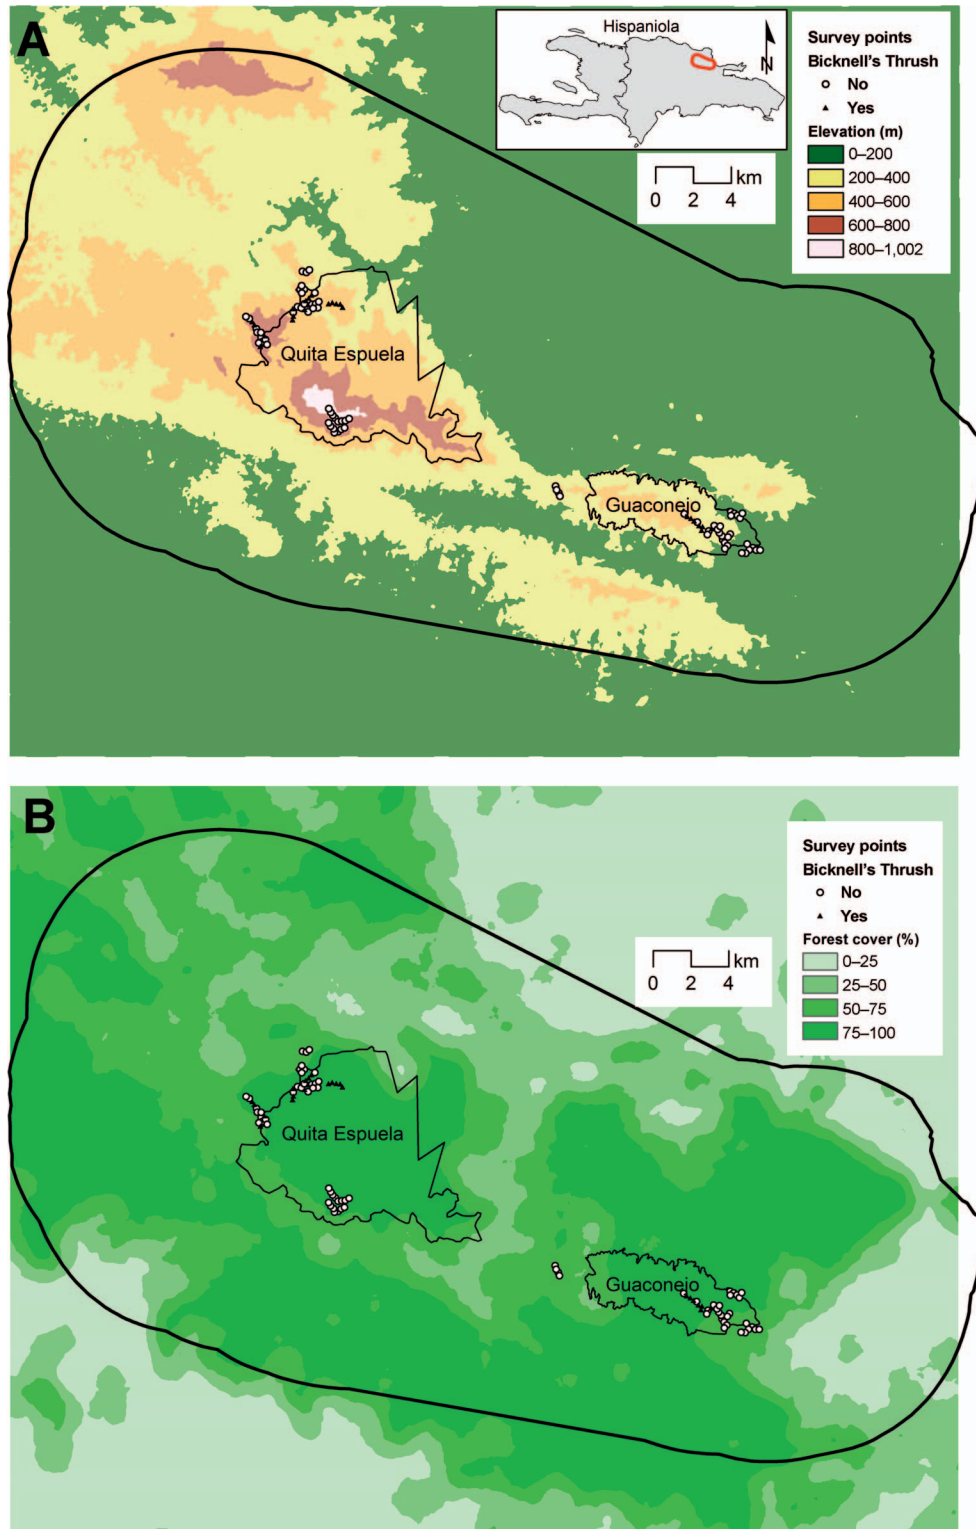 A
Hispaniola
N
Survey points
Bicknell's Thrush
No
Yes
Elevation (m)
0–200
200–400
400–600
600–800
800–1,002
km
0 2 4
Quita Espuela
Guaconejo
B
Survey points
Bicknell's Thrush
No
Yes
Forest cover (%)
0–25
25–50
50–75
75–100
km
0 2 4
Quita Espuela
Guaconejo